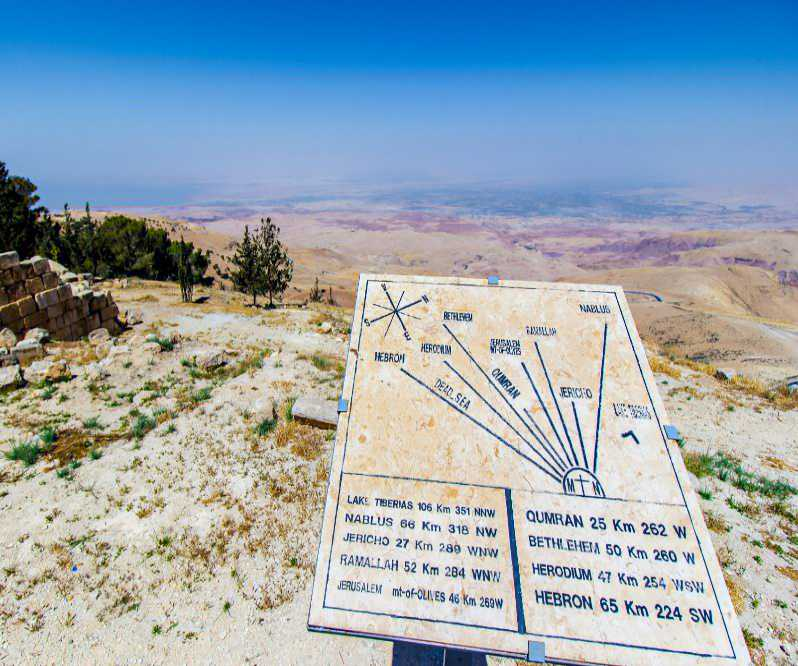 N
W
S
E
BETHLEHEM
NABLUS
RAMALLAH
HERODIUM
JERUSALEM
mt-of-OLIVES
HEBRON
QUMRAN
JERICHO
DEAD SEA
LAKE TIBERIAS
M N
LAKE TIBERIAS 106 Km 351 NNW
NABLUS 66 Km 318 NW
JERICHO 27 Km 289 WNW
RAMALLAH 52 Km 284 WNW
JERUSALEM mt-of-OLIVES 46 Km 269W
QUMRAN 25 Km 262 W
BETHLEHEM 50 Km 260 W
HERODIUM 47 Km 254 WSW
HEBRON 65 Km 224 SW